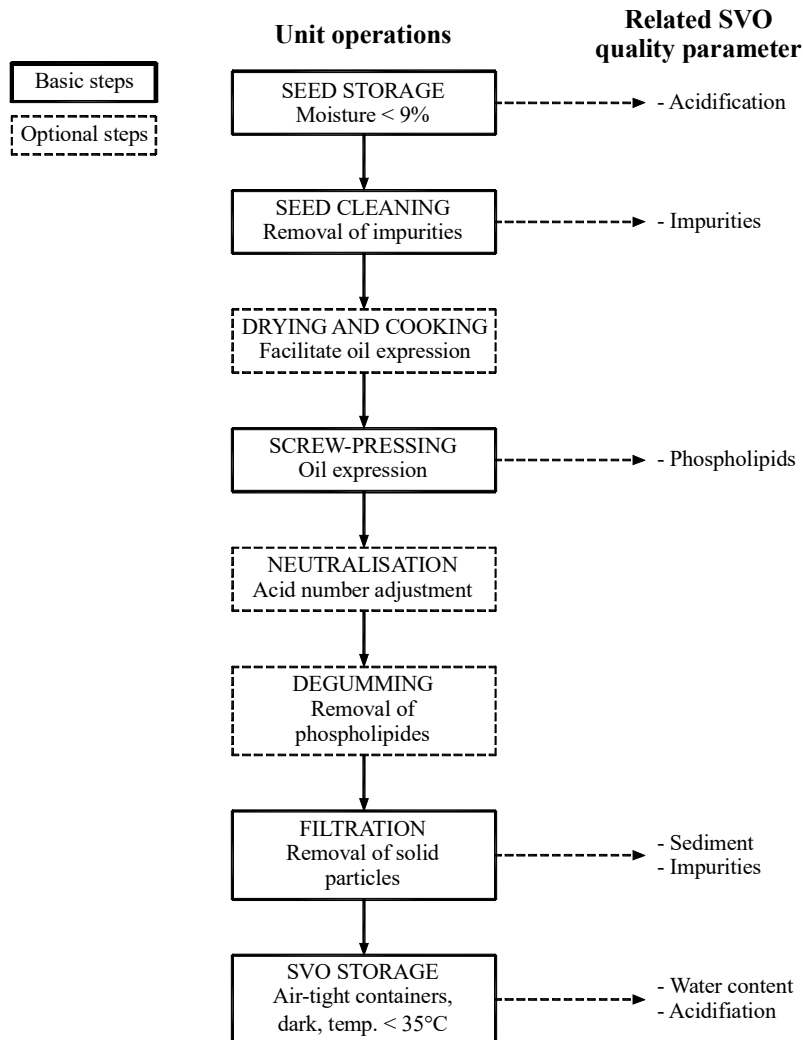 Unit operations
Related SVO
quality parameter
Basic steps
Optional steps
SEED STORAGE
Moisture < 9%
- Acidification
SEED CLEANING
Removal of impurities
- Impurities
DRYING AND COOKING
Facilitate oil expression
SCREW-PRESSING
Oil expression
- Phospholipids
NEUTRALISATION
Acid number adjustment
DEGUMMING
Removal of
phospholipides
FILTRATION
Removal of solid
particles
- Sediment
- Impurities
SVO STORAGE
Air-tight containers,
dark, temp. < 35°C
- Water content
- Acidifiation